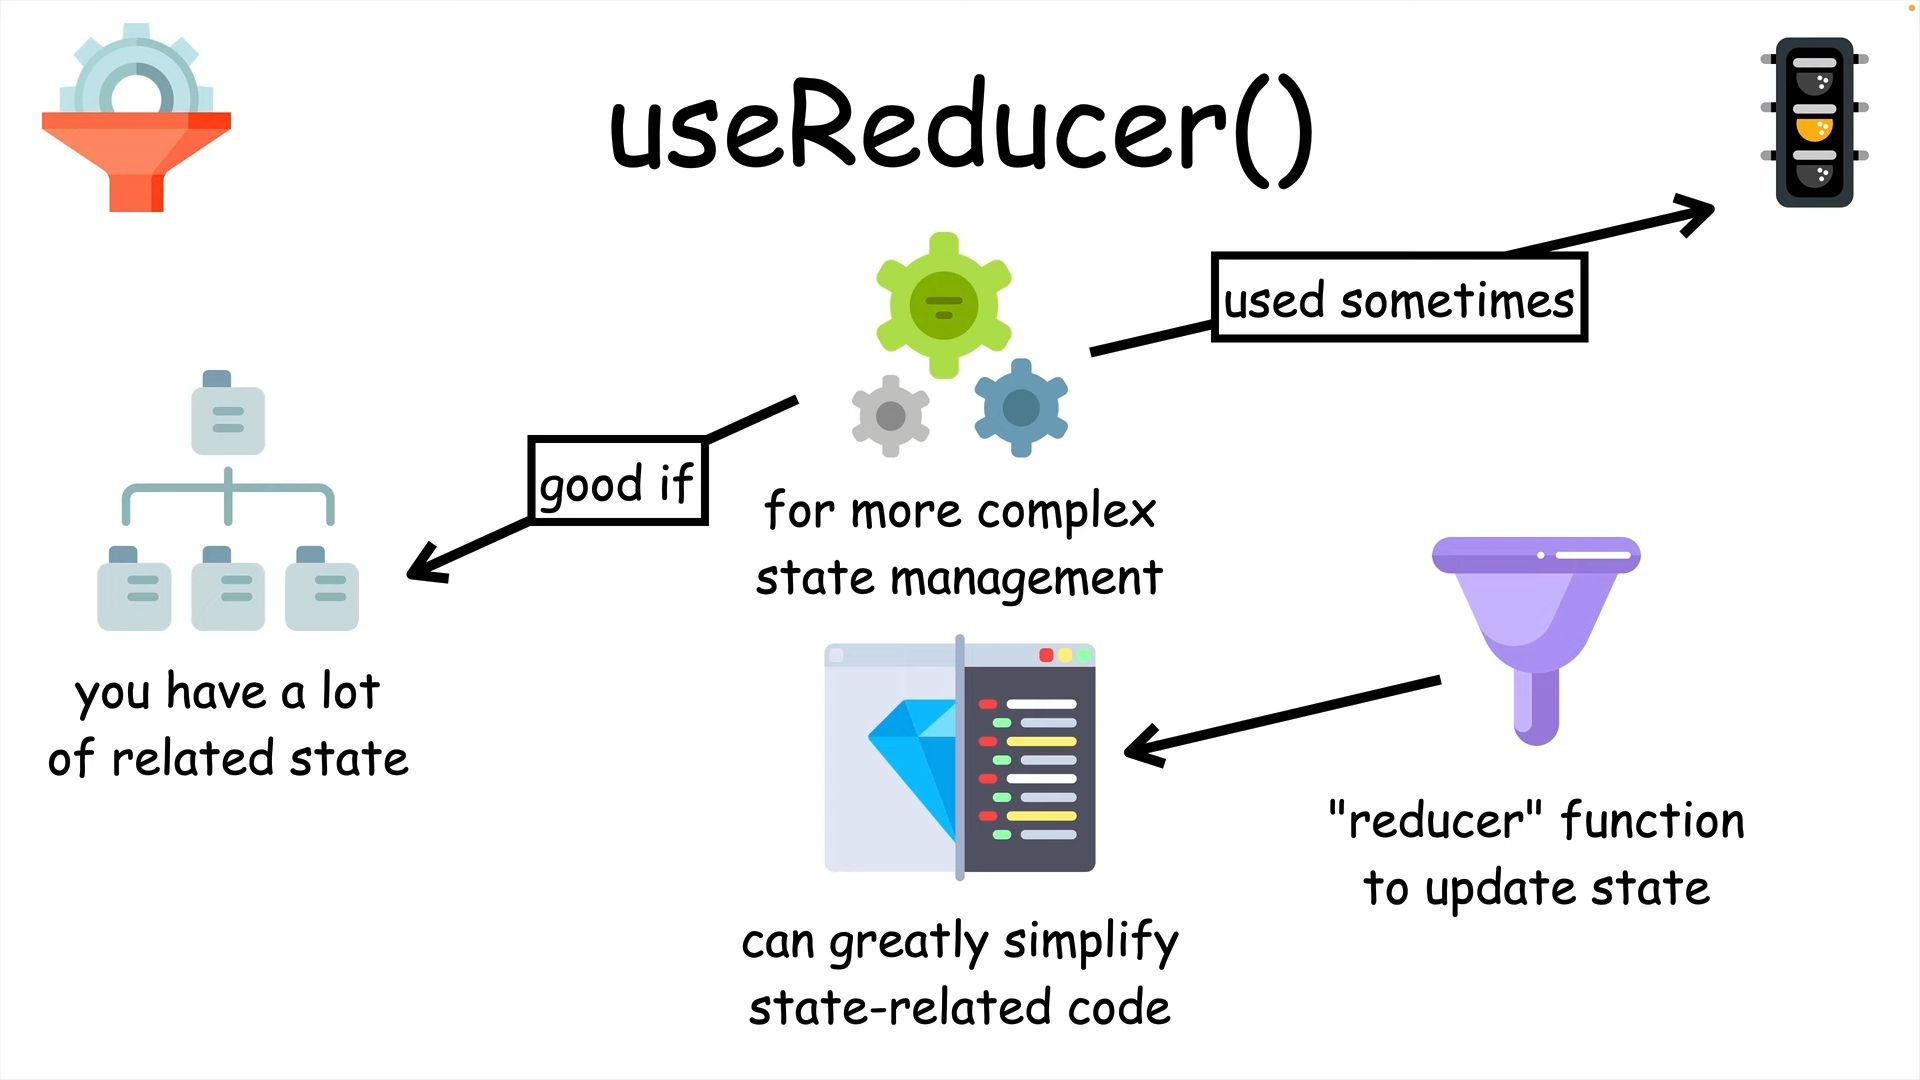 useReducer()
used sometimes
good if
for more complex
state management
you have a lot
of related state
"reducer" function
to update state
can greatly simplify
state-related code